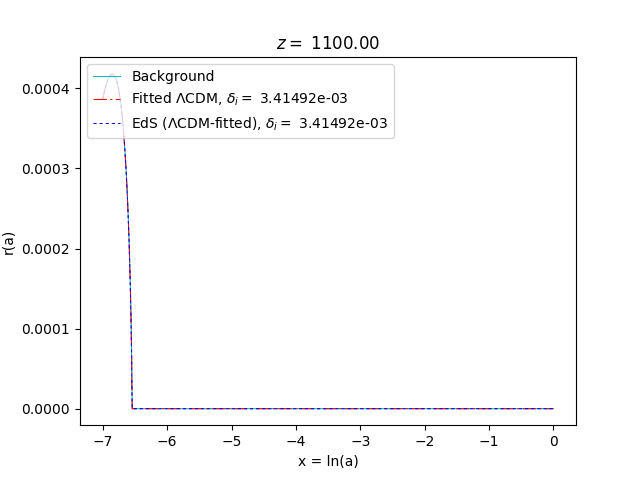 z = 1100.00
Background
Fitted ΛCDM, δi = 3.41492e-03
EdS (ΛCDM-fitted), δi = 3.41492e-03
r(a)
0.0004
0.0003
0.0002
0.0001
0.0000
−7 −6 −5 −4 −3 −2 −1 0
x = ln(a)